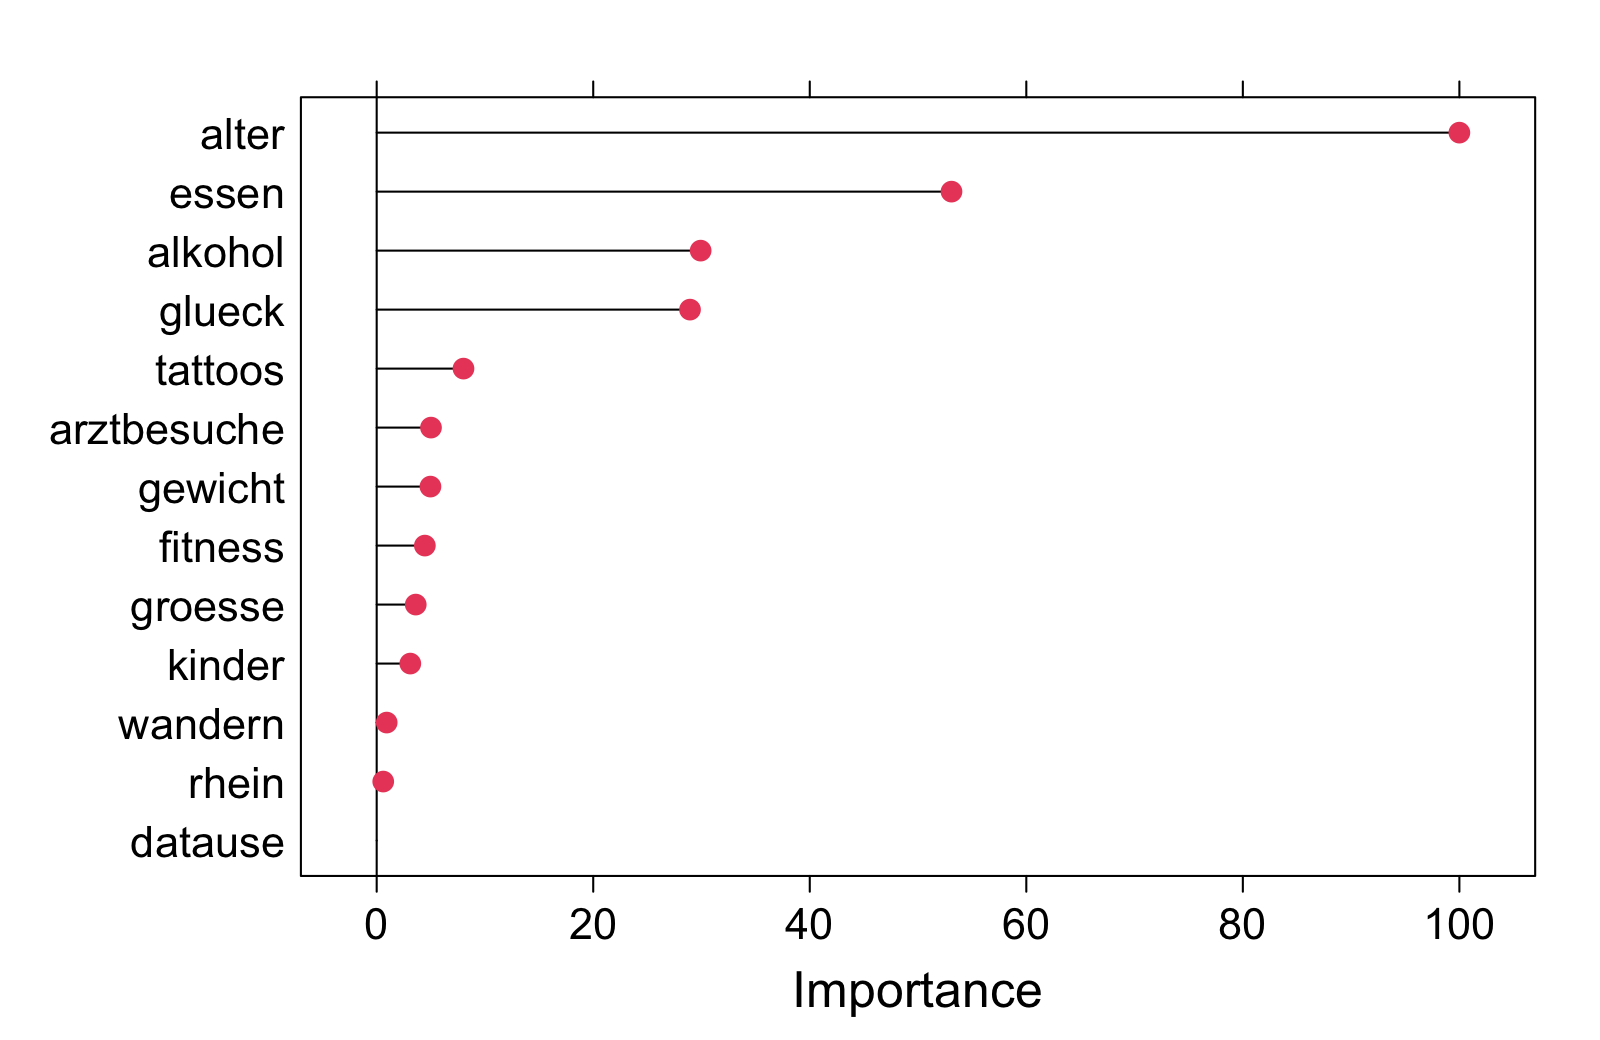 alter
essen
alkohol
glueck
tattoos
arztbesuche
gewicht
fitness
groesse
kinder
wandern
rhein
datause
0 20 40 60 80 100
Importance